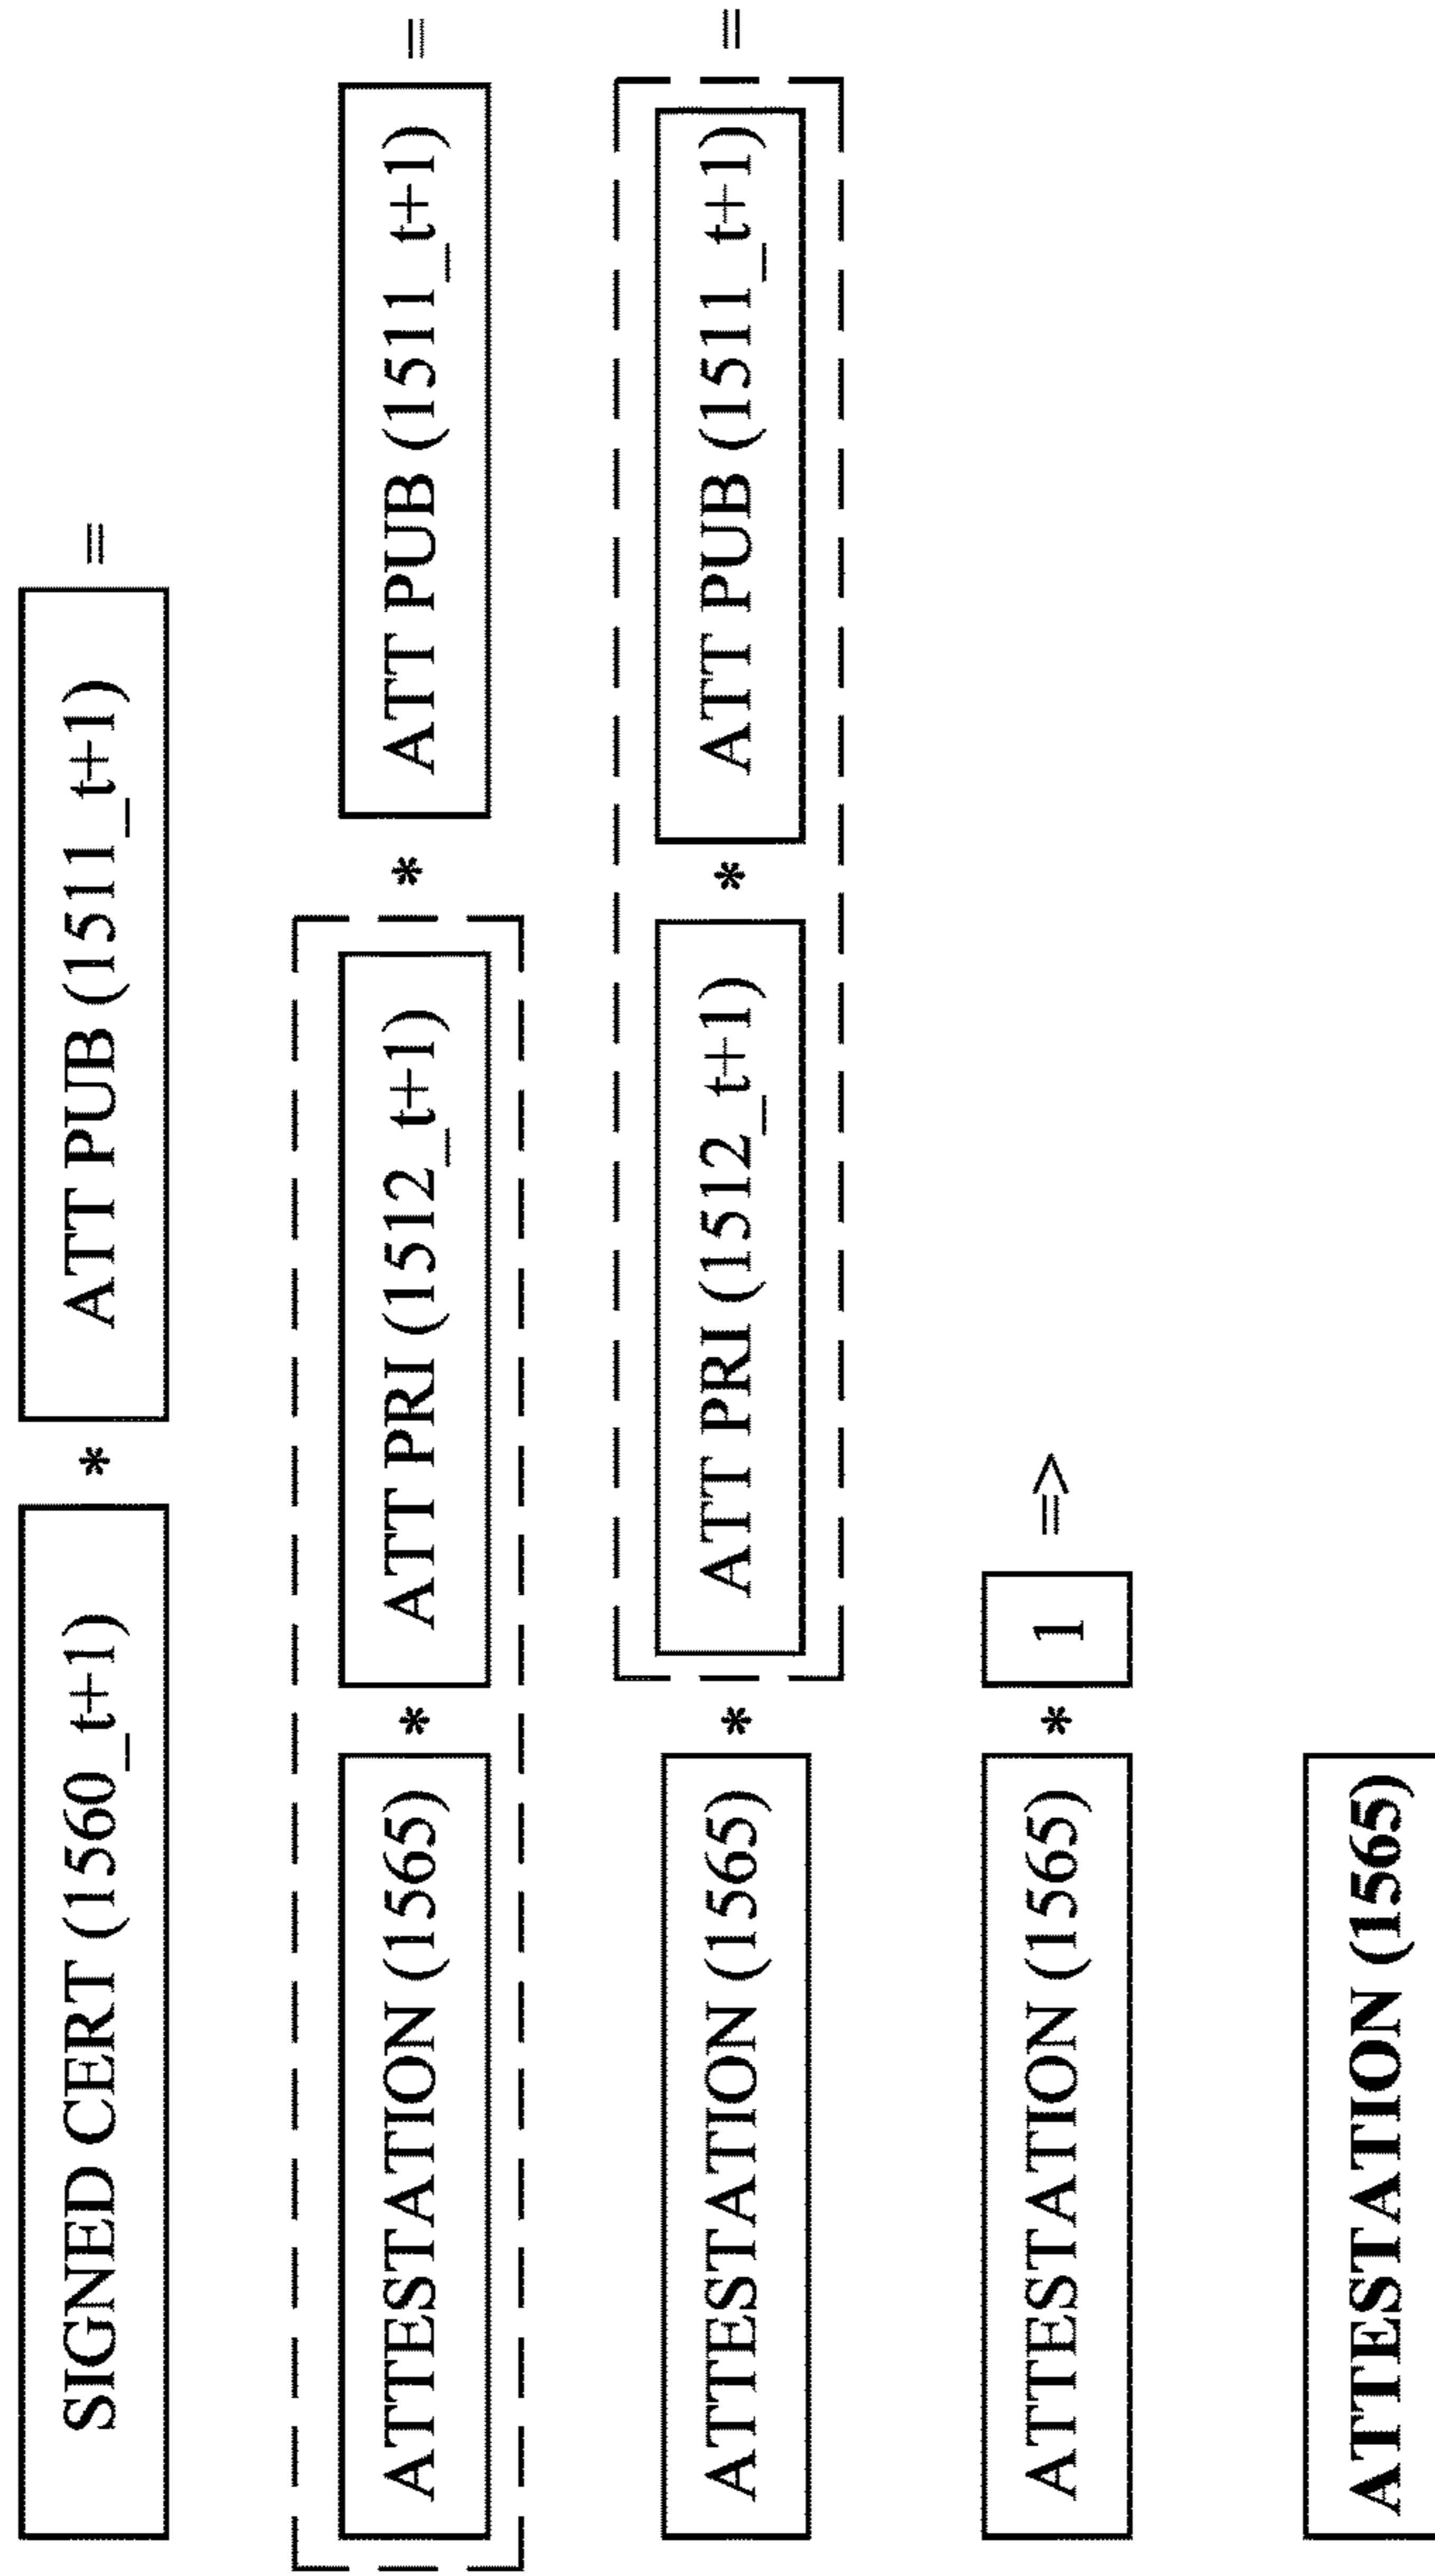 SIGNED CERT (1560_t+1) * ATT PUB (1511_t+1) =
ATTESTATION (1565) * ATT PRI (1512_t+1) * ATT PUB (1511_t+1) =
ATTESTATION (1565) * ATT PRI (1512_t+1) * ATT PUB (1511_t+1) =
ATTESTATION (1565) * 1 =>
ATTESTATION (1565)